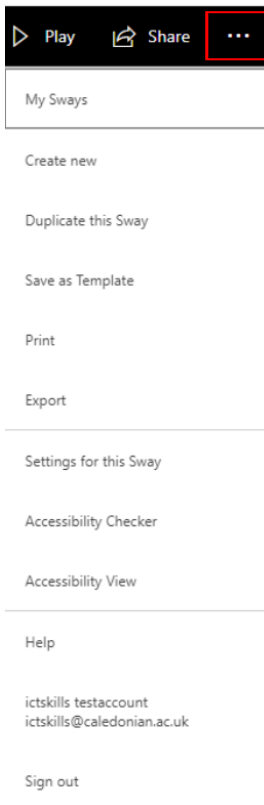 Play Share ...
My Sways
Create new
Duplicate this Sway
Save as Template
Print
Export
Settings for this Sway
Accessibility Checker
Accessibility View
Help
ictskills testaccount
ictskills@caledonian.ac.uk
Sign out